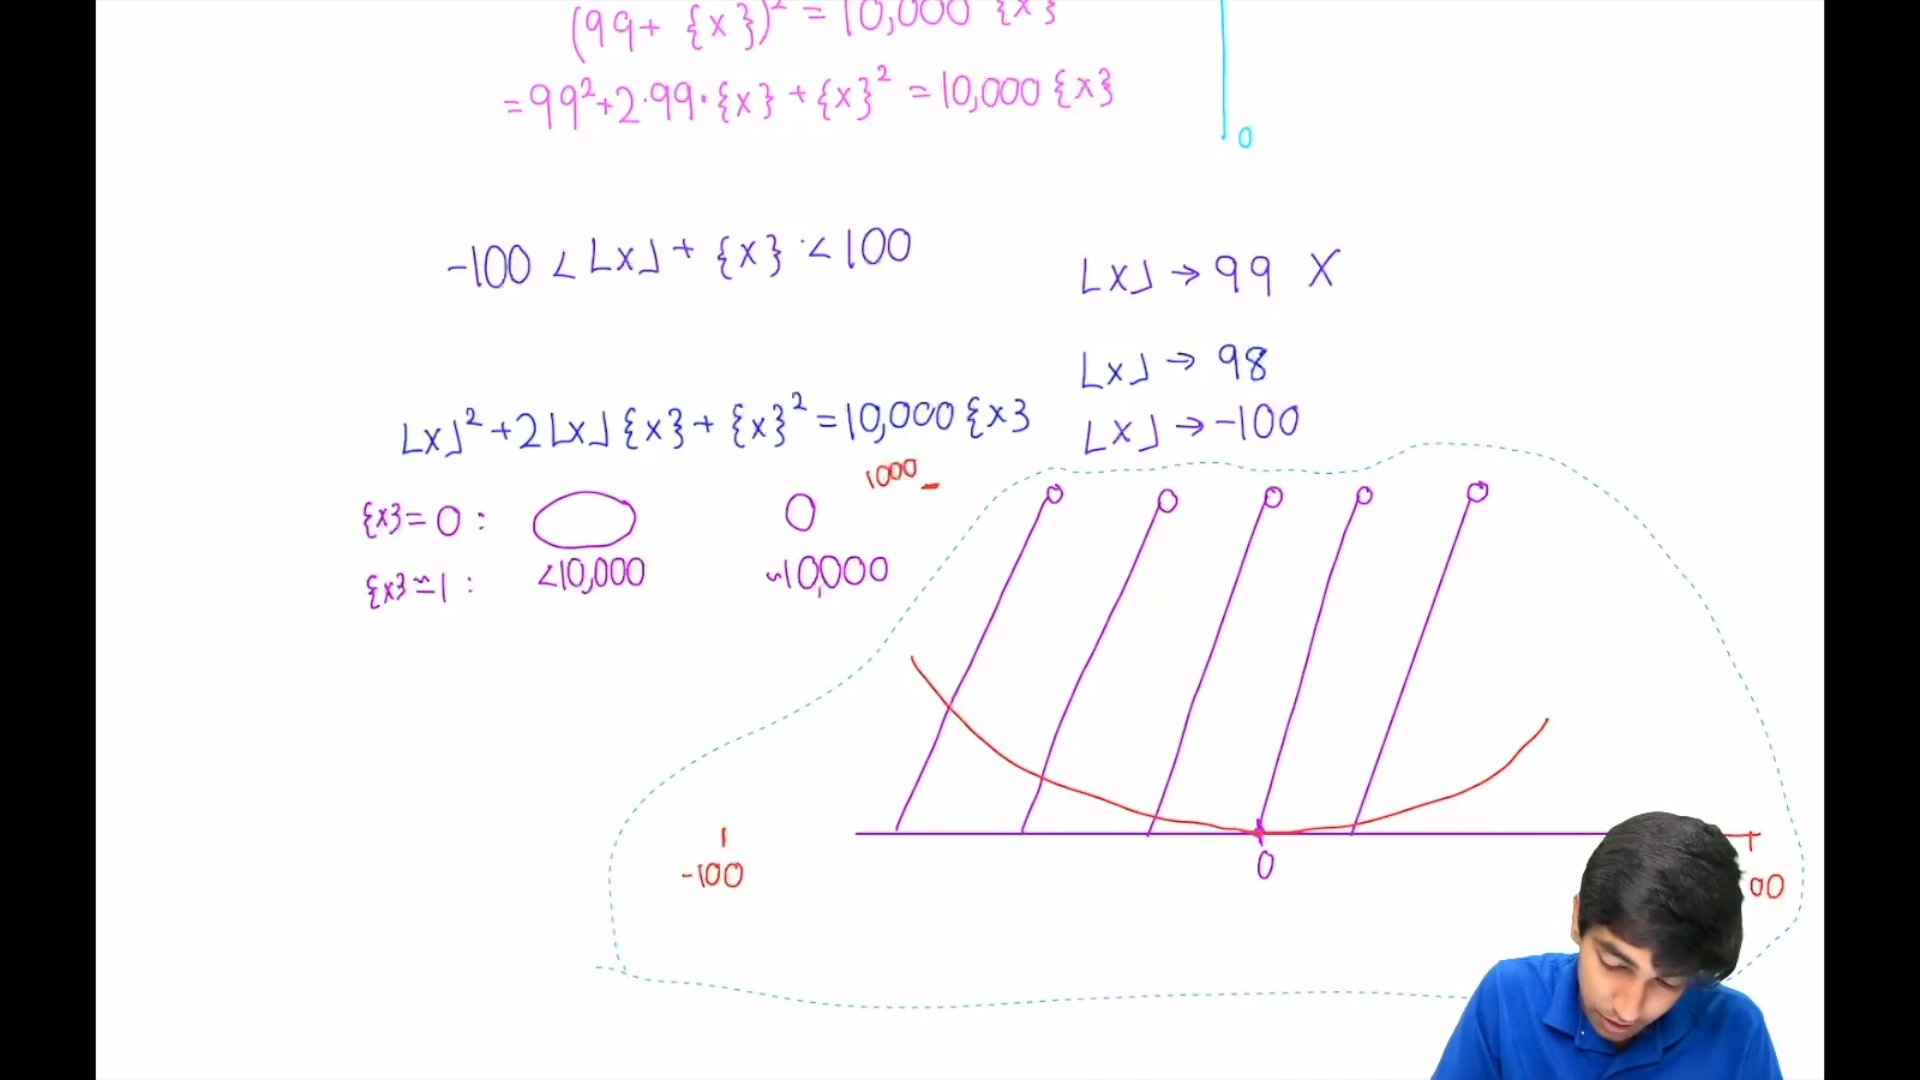 (99+ {x})² = 10,000 {x}
= 99²+2·99·{x} + {x}² = 10,000 {x}
0
-100 < ⌊x⌋ + {x} < 100
⌊x⌋ → 99 X
⌊x⌋ → 98
⌊x⌋ → -100
⌊x⌋² + 2⌊x⌋{x} + {x}² = 10,000 {x}
1000
{x} = 0 : 0
{x} ≈ 1 : <10,000 ~10,000
-100
0
00